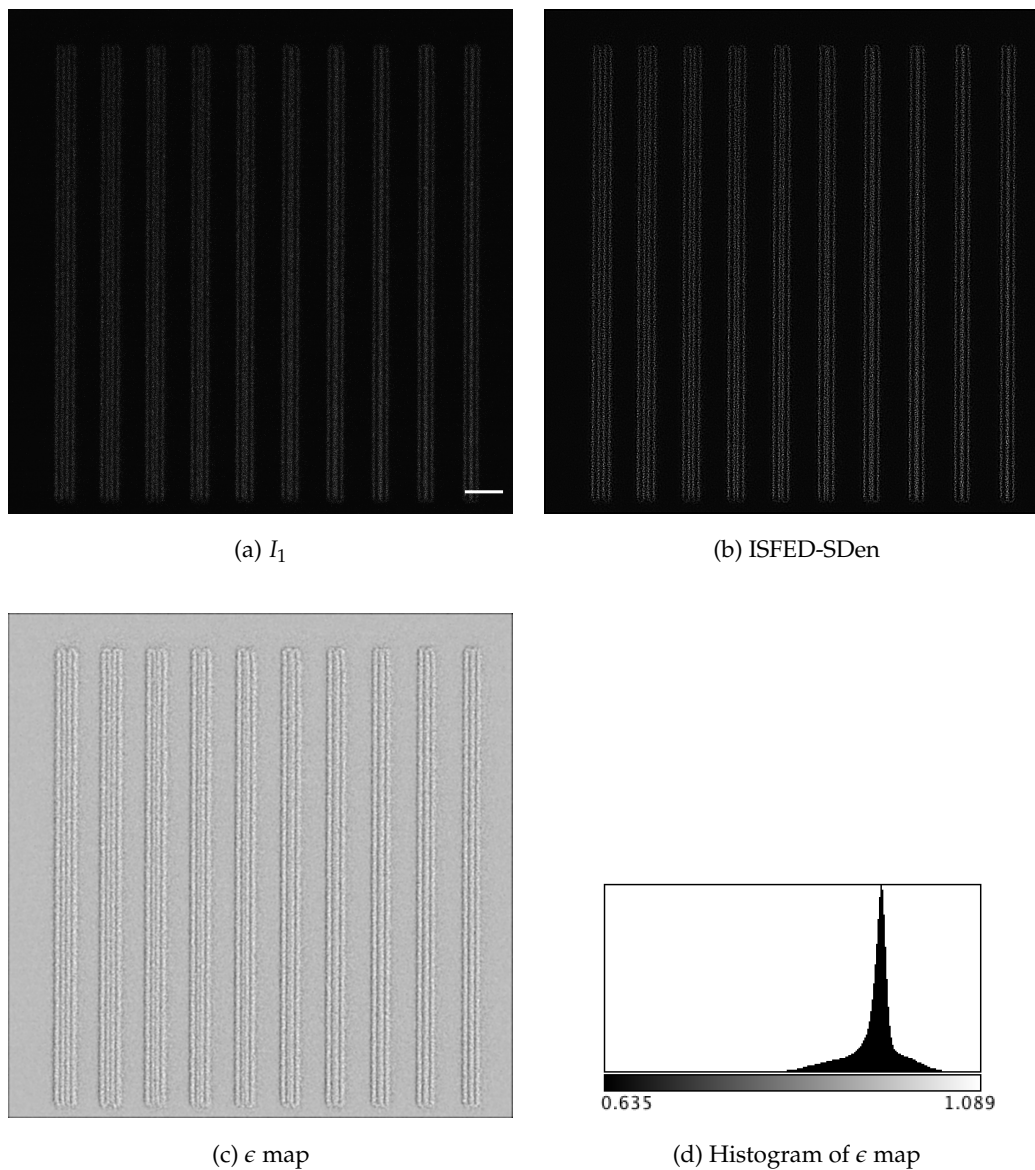 (a) I₁
(b) ISFED-SDen
(c) ϵ map
0.635
1.089
(d) Histogram of ϵ map